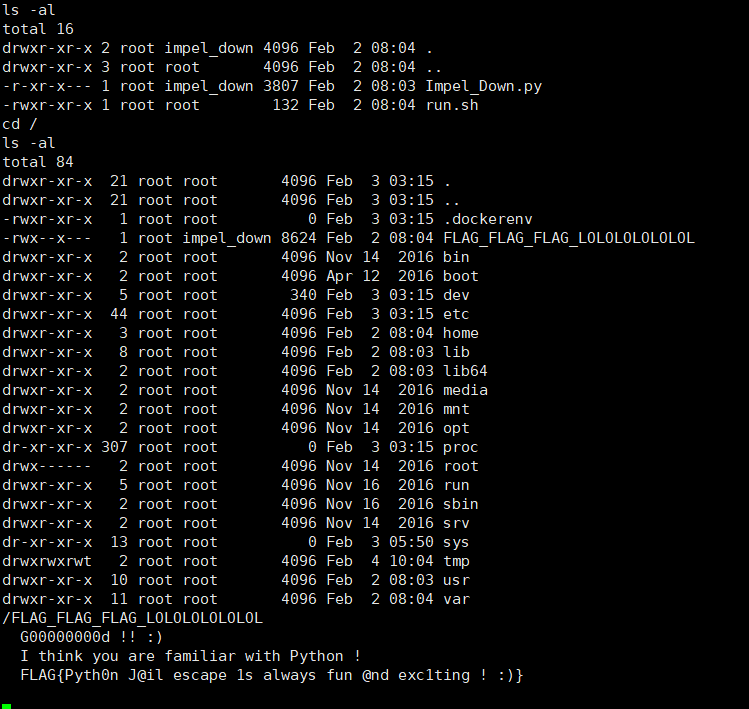 ls -al
total 16
drwxr-xr-x 2 root impel_down 4096 Feb  2 08:04 .
drwxr-xr-x 3 root root       4096 Feb  2 08:04 ..
-r-xr-x--- 1 root impel_down 3807 Feb  2 08:03 Impel_Down.py
-rwxr-xr-x 1 root root        132 Feb  2 08:04 run.sh
cd /
ls -al
total 84
drwxr-xr-x  21 root root       4096 Feb  3 03:15 .
drwxr-xr-x  21 root root       4096 Feb  3 03:15 ..
-rwxr-xr-x   1 root root          0 Feb  3 03:15 .dockerenv
-rwx--x---   1 root impel_down 8624 Feb  2 08:04 FLAG_FLAG_FLAG_LOLOLOLOLOLOL
drwxr-xr-x   2 root root       4096 Nov 14  2016 bin
drwxr-xr-x   2 root root       4096 Apr 12  2016 boot
drwxr-xr-x   5 root root        340 Feb  3 03:15 dev
drwxr-xr-x  44 root root       4096 Feb  3 03:15 etc
drwxr-xr-x   3 root root       4096 Feb  2 08:04 home
drwxr-xr-x   8 root root       4096 Feb  2 08:03 lib
drwxr-xr-x   2 root root       4096 Feb  2 08:03 lib64
drwxr-xr-x   2 root root       4096 Nov 14  2016 media
drwxr-xr-x   2 root root       4096 Nov 14  2016 mnt
drwxr-xr-x   2 root root       4096 Nov 14  2016 opt
dr-xr-xr-x 307 root root          0 Feb  3 03:15 proc
drwx------   2 root root       4096 Nov 14  2016 root
drwxr-xr-x   5 root root       4096 Nov 16  2016 run
drwxr-xr-x   2 root root       4096 Nov 16  2016 sbin
drwxr-xr-x   2 root root       4096 Nov 14  2016 srv
dr-xr-xr-x  13 root root          0 Feb  3 05:50 sys
drwxrwxrwt   2 root root       4096 Feb  4 10:04 tmp
drwxr-xr-x  10 root root       4096 Feb  2 08:03 usr
drwxr-xr-x  11 root root       4096 Feb  2 08:04 var
/FLAG_FLAG_FLAG_LOLOLOLOLOLOL
  G00000000d !! :)
  I think you are familiar with Python !
  FLAG{Pyth0n J@il escape 1s always fun @nd exc1ting ! :)}